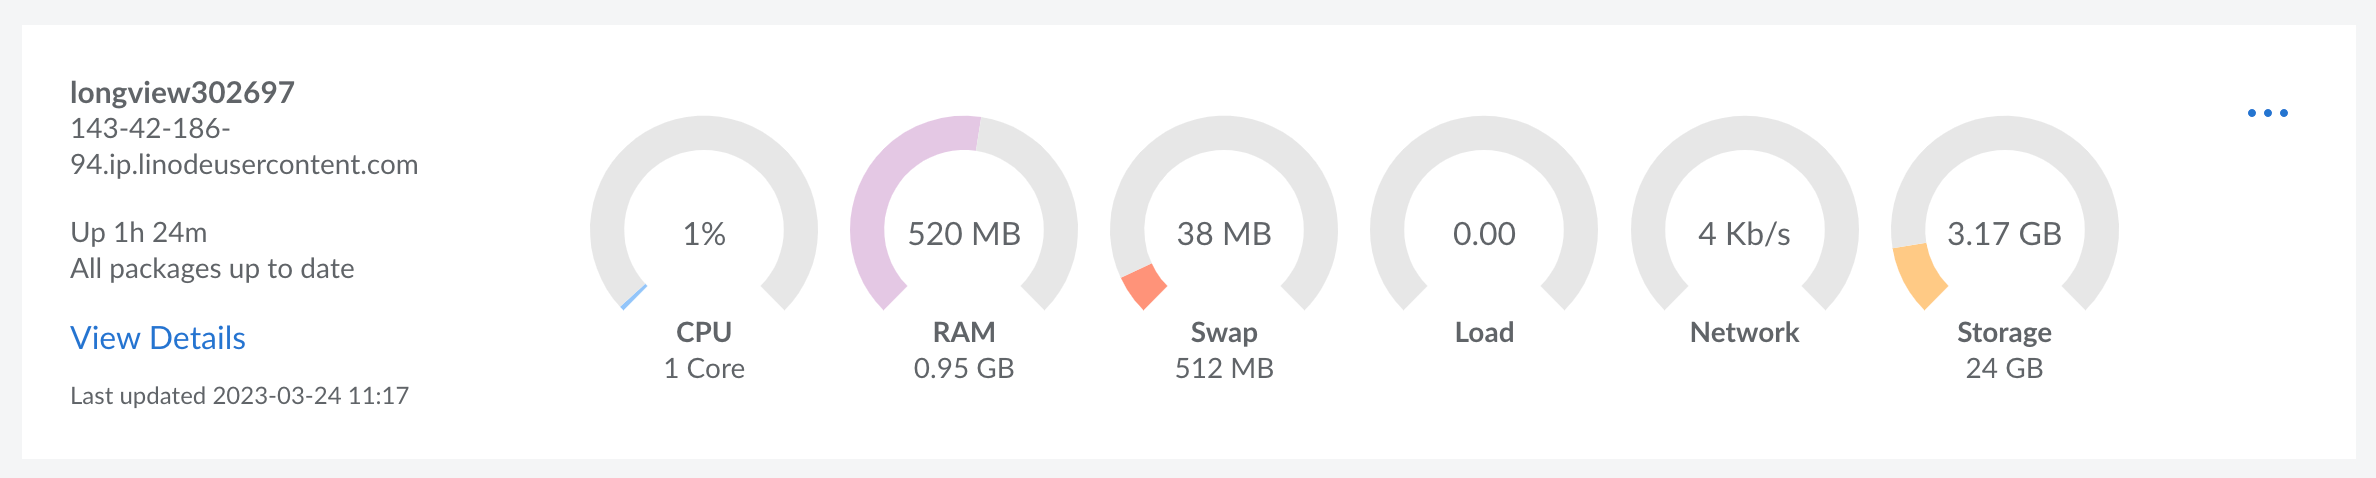 longview302697
143-42-186-
94.ip.linodeusercontent.com
Up 1h 24m
All packages up to date
View Details
Last updated 2023-03-24 11:17
1%
CPU
1 Core
520 MB
RAM
0.95 GB
38 MB
Swap
512 MB
0.00
Load
4 Kb/s
Network
3.17 GB
Storage
24 GB